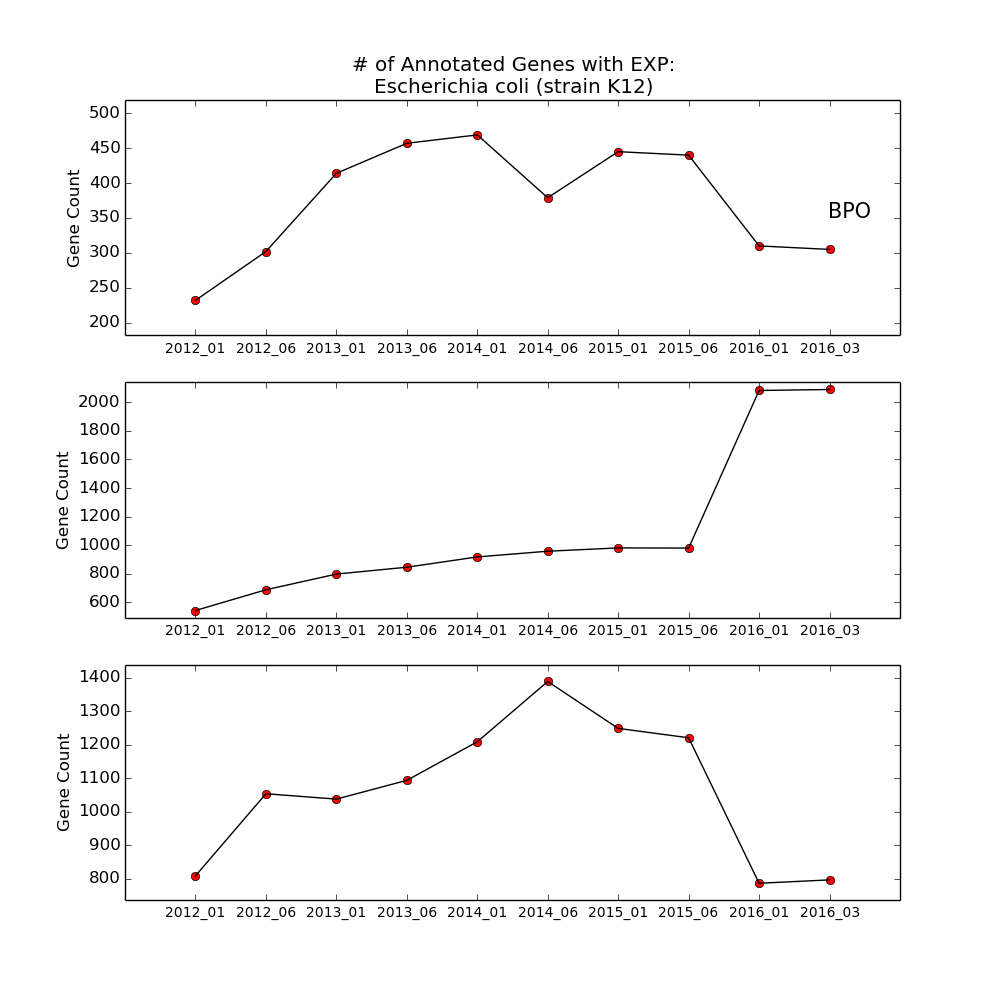 # of Annotated Genes with EXP:
Escherichia coli (strain K12)
500
450
400
350
300
250
200
Gene Count
BPO
2012_01 2012_06 2013_01 2013_06 2014_01 2014_06 2015_01 2015_06 2016_01 2016_03
2000
1800
1600
1400
1200
1000
800
600
Gene Count
2012_01 2012_06 2013_01 2013_06 2014_01 2014_06 2015_01 2015_06 2016_01 2016_03
1400
1300
1200
1100
1000
900
800
Gene Count
2012_01 2012_06 2013_01 2013_06 2014_01 2014_06 2015_01 2015_06 2016_01 2016_03